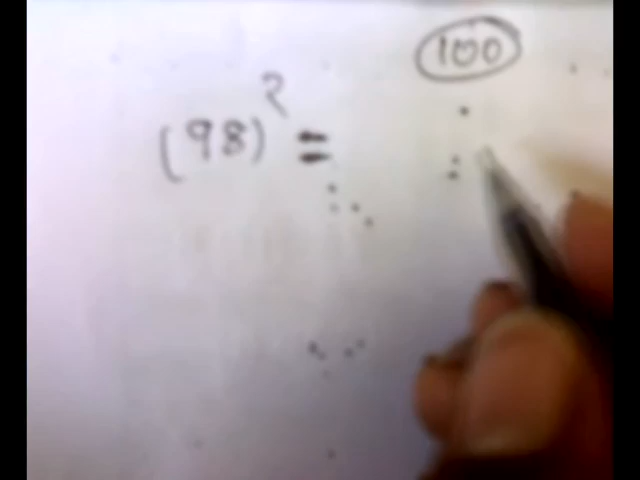 100
(98)² =